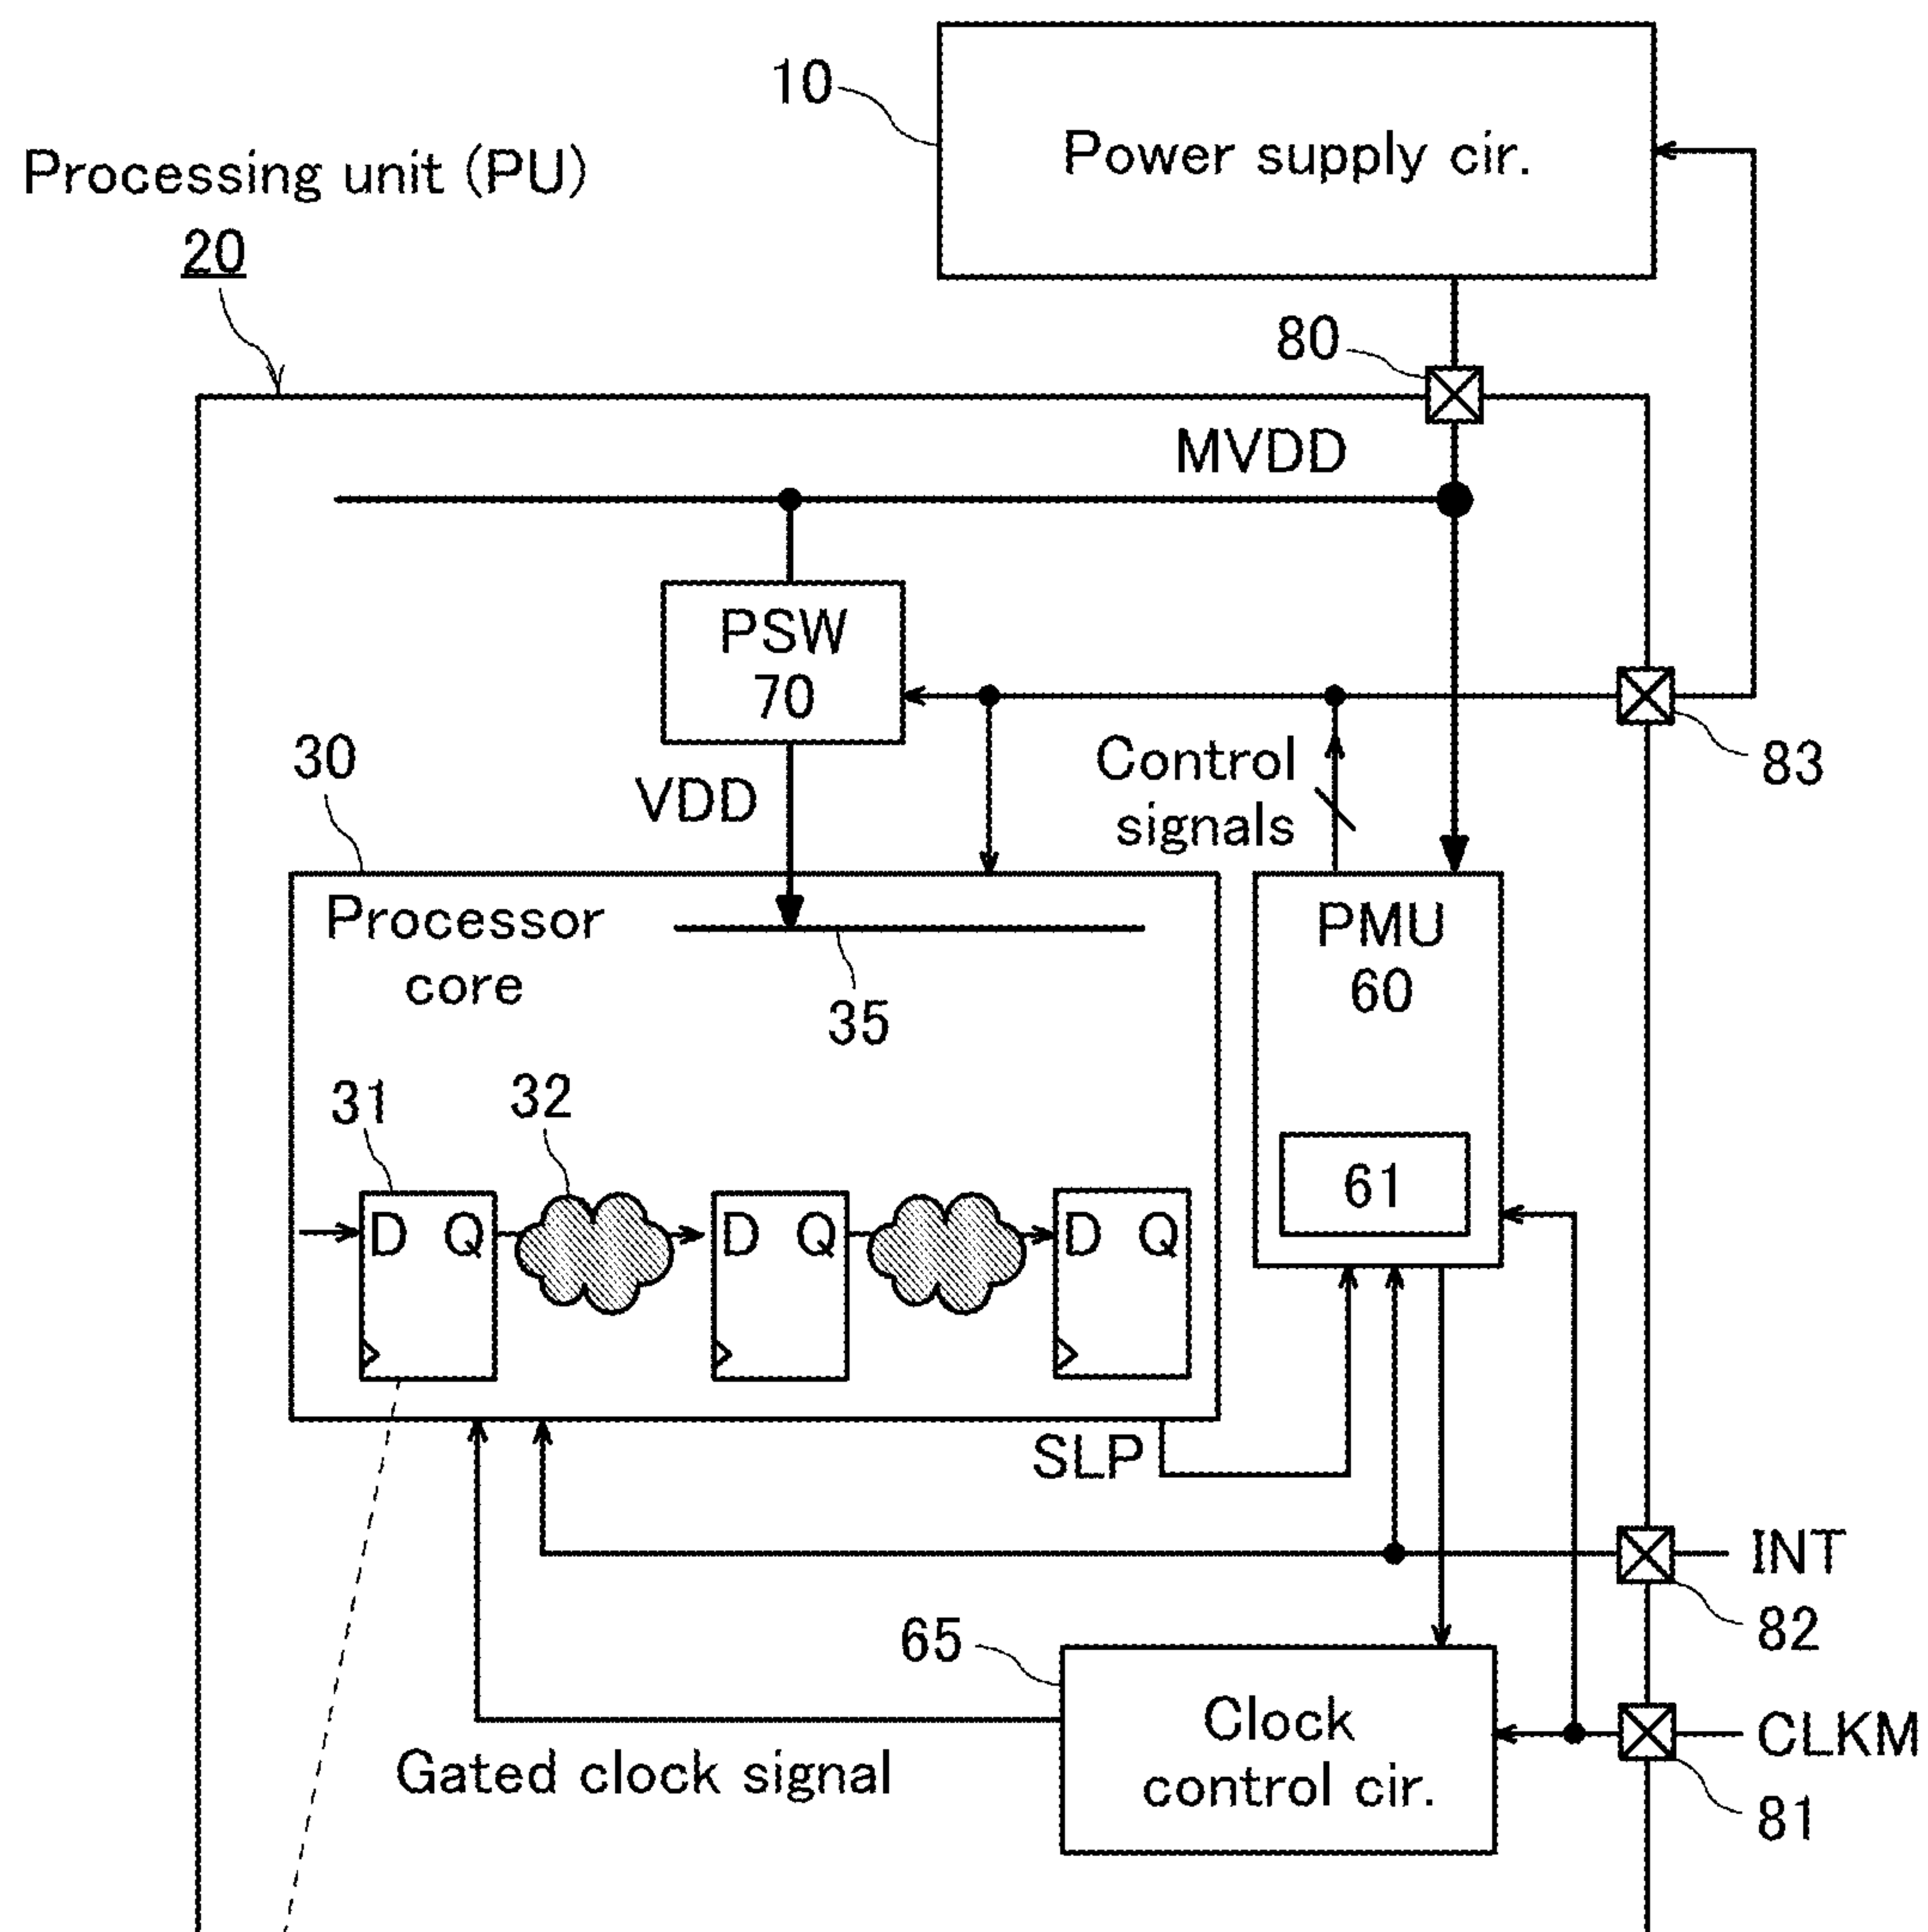 10
Power supply cir.
Processing unit (PU)
20
80
MVDD
PSW
70
83
30
VDD
Control
signals
Processor
core
35
PMU
60
31
32
61
D Q
D Q
D Q
SLP
INT
82
65
Clock
control cir.
CLKM
Gated clock signal
81